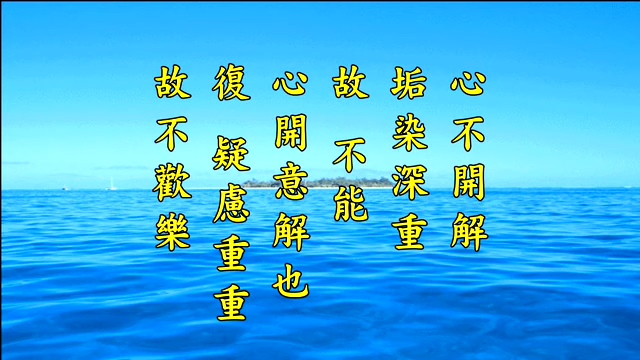 心不開解
垢染深重
故 不能
心開意解也
復 疑慮重重
故不歡樂